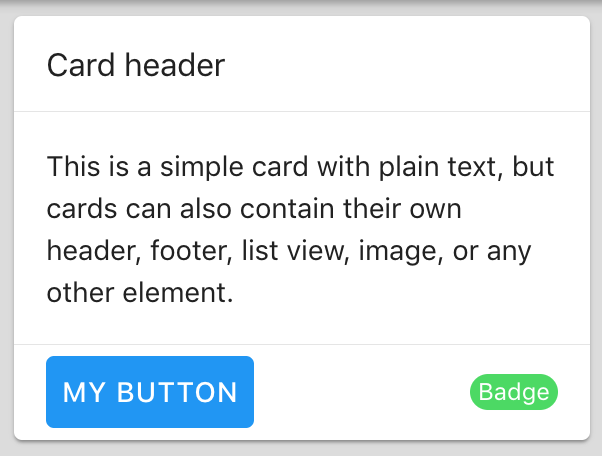 Card header
This is a simple card with plain text, but
cards can also contain their own
header, footer, list view, image, or any
other element.
MY BUTTON
Badge